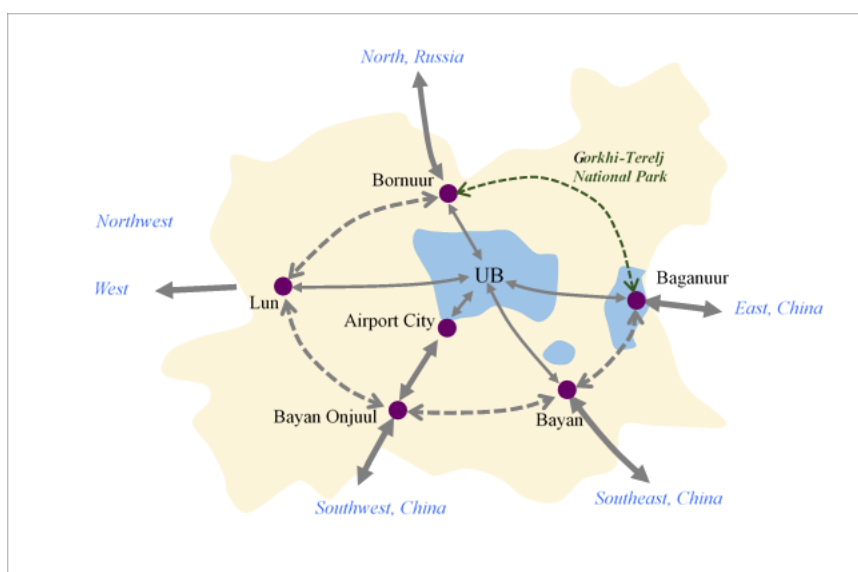 North, Russia
Gorkhi-Terelj
National Park
Bornuur
Northwest
UB
Baganuur
West
Lun
East, China
Airport City
Bayan Onjuul
Bayan
Southeast, China
Southwest, China